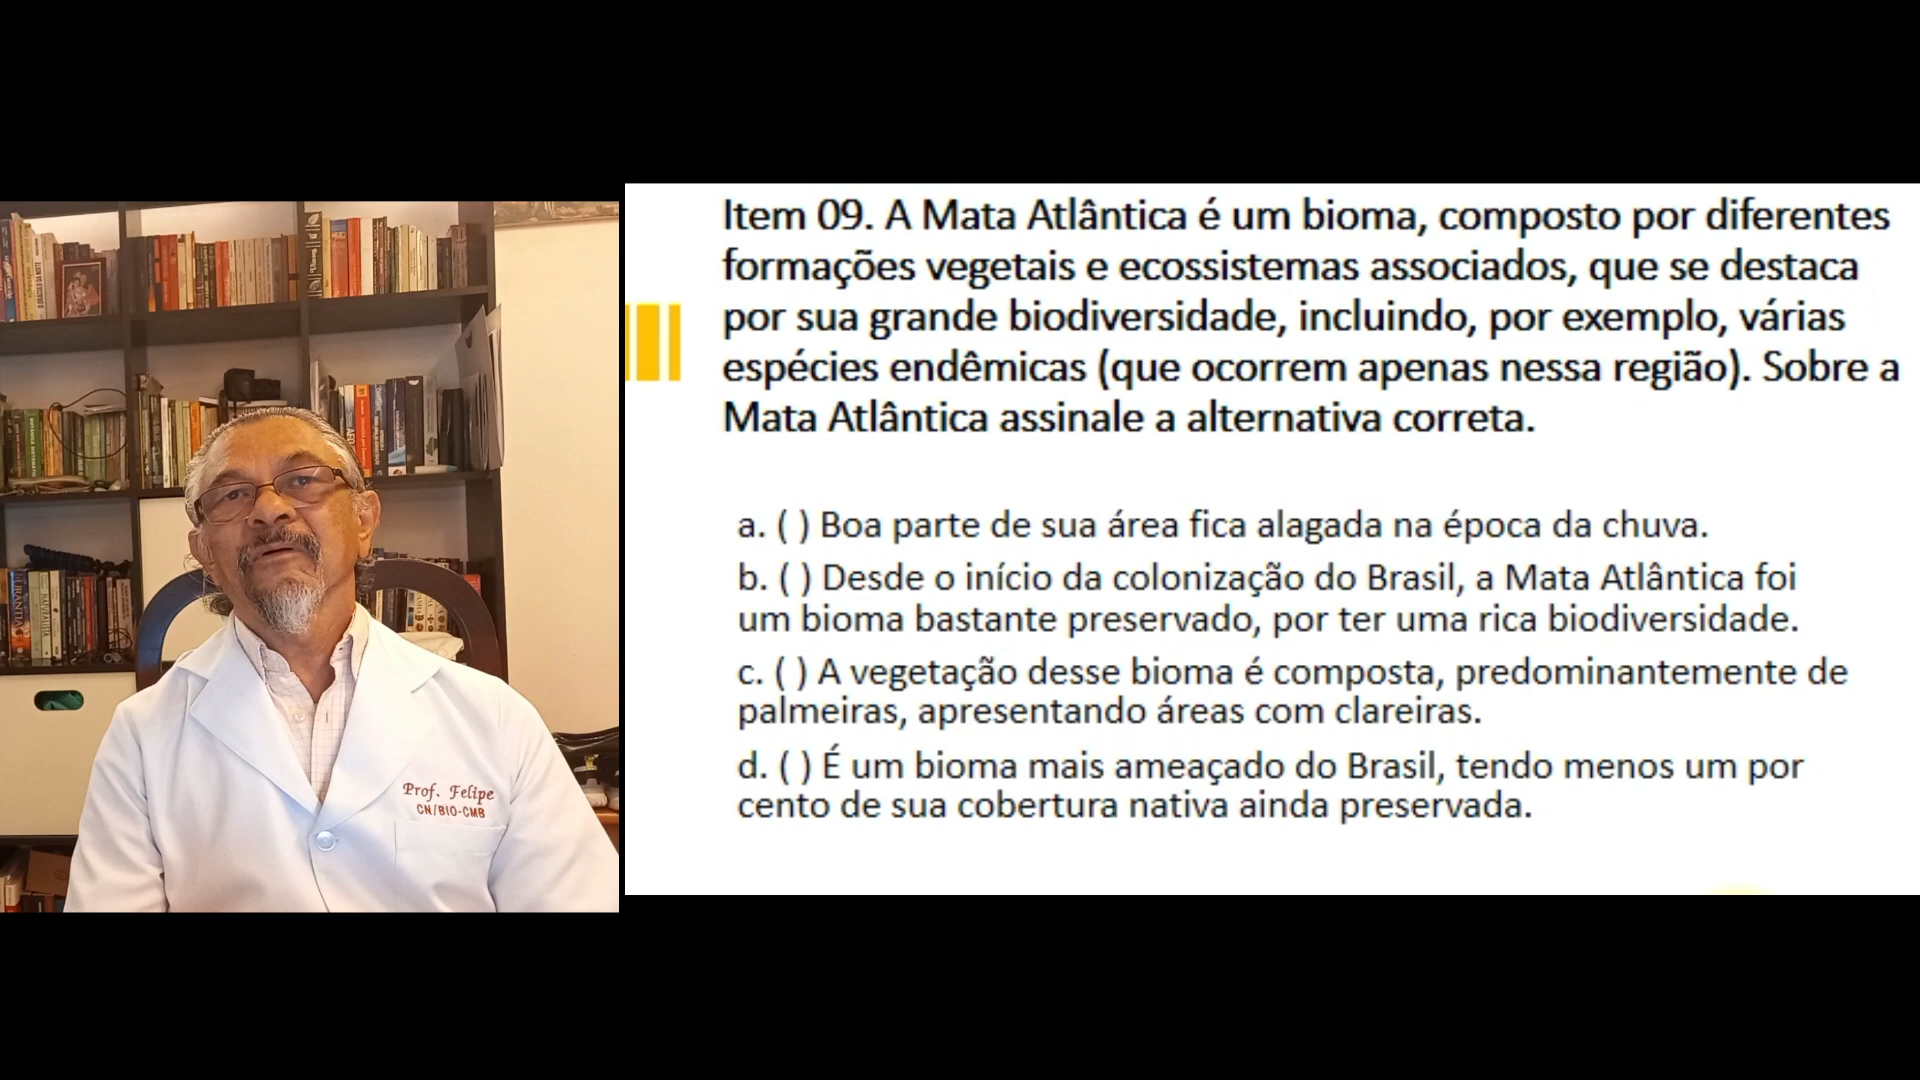 Item 09. A Mata Atlântica é um bioma, composto por diferentes
formações vegetais e ecossistemas associados, que se destaca
por sua grande biodiversidade, incluindo, por exemplo, várias
espécies endêmicas (que ocorrem apenas nessa região). Sobre a
Mata Atlântica assinale a alternativa correta.
a. ( ) Boa parte de sua área fica alagada na época da chuva.
b. ( ) Desde o início da colonização do Brasil, a Mata Atlântica foi
um bioma bastante preservado, por ter uma rica biodiversidade.
c. ( ) A vegetação desse bioma é composta, predominantemente de
palmeiras, apresentando áreas com clareiras.
d. ( ) É um bioma mais ameaçado do Brasil, tendo menos um por
cento de sua cobertura nativa ainda preservada.
Prof. Felipe
CN/BIO-CMB